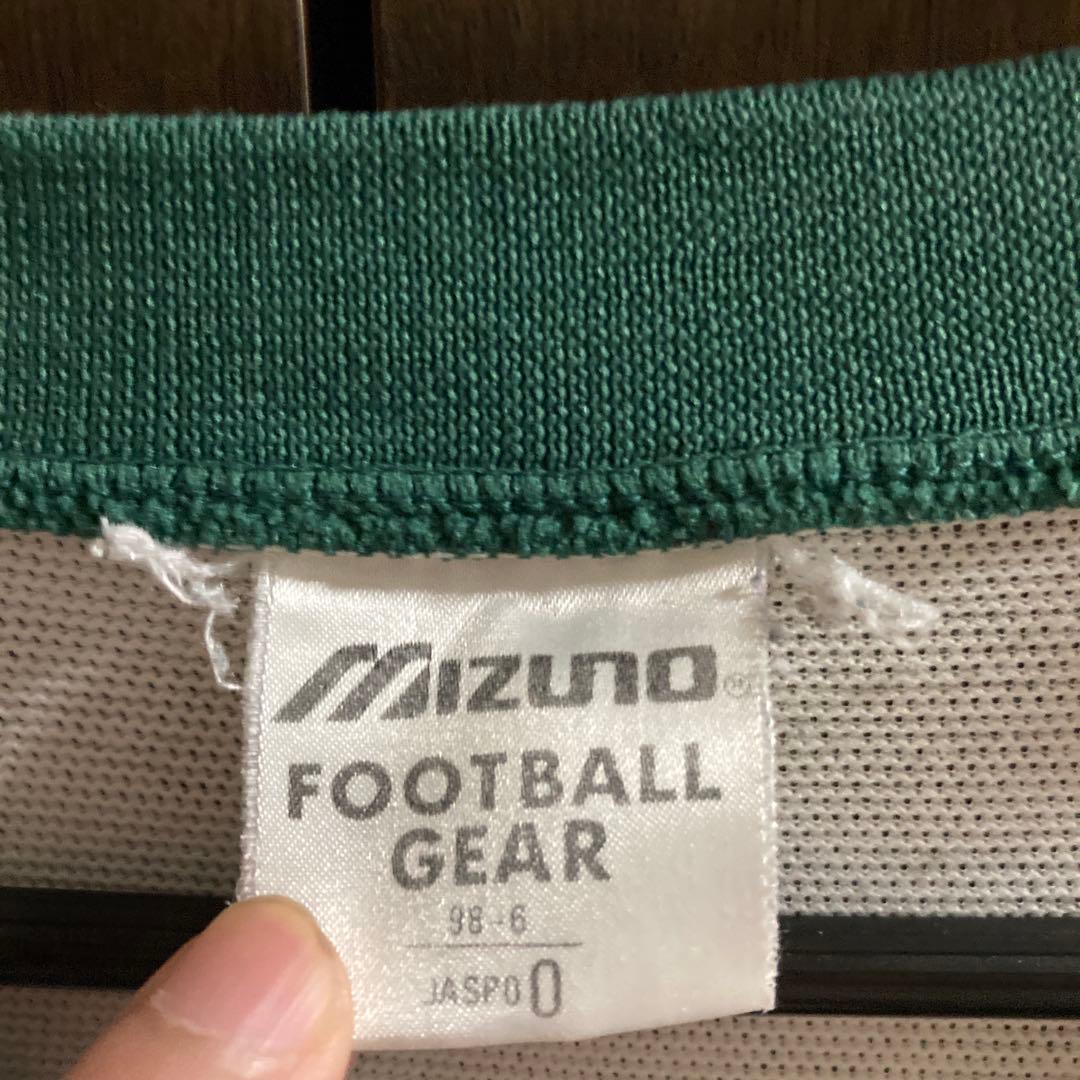 MIZUNO®
FOOTBALL
GEAR
98-6
JASPO O